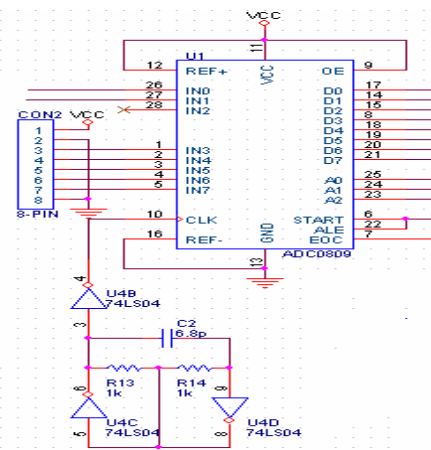 VCC
U1
12 REF+ 11 VCC OE 9
26 IN0 D0 17
27 IN1 D1 14
28 IN2 D2 15
D3 8
CON2 VCC
1 D4 18
2 D5 19
3 1 IN3 D6 20
4 2 IN4 D7 21
5 3 IN5
6 4 IN6 A0 25
7 5 IN7 A1 24
8 A2 23
8-PIN
10 CLK START 6
ALE 22
16 REF- GND EOC 7
13 ADC0809
4
U4B
74LS04
3
C2
6.8p
R13 R14
1k 1k
6 9
U4C U4D
74LS04 74LS04
5 8